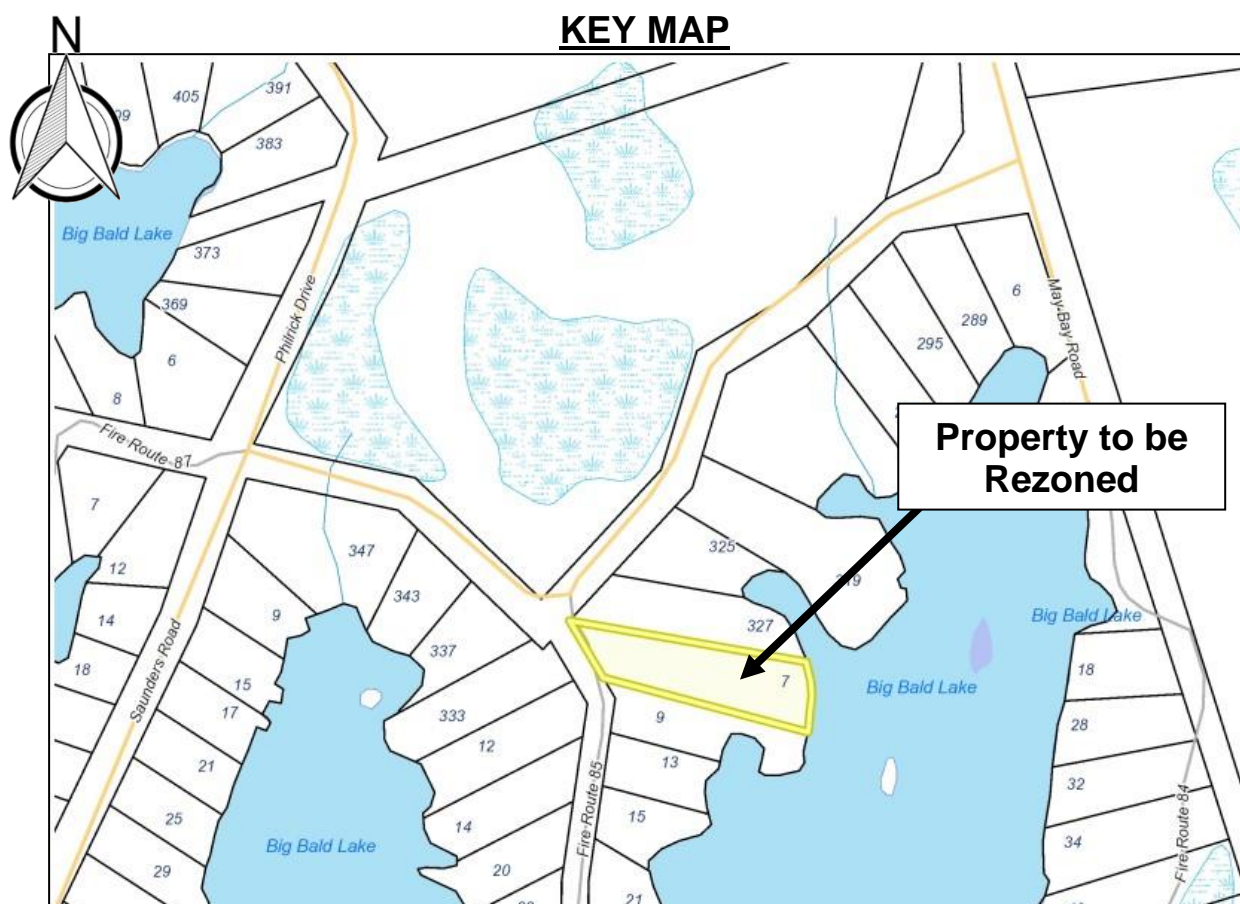 KEY MAP
N
405
391
383
Big Bald Lake
373
369
6
8
Philrick Drive
Fire Route 87
7
12
14
18
Saunders Road
9
15
17
21
25
29
347
343
337
333
12
14
20
Big Bald Lake
Fire Route 85
325
327
7
9
13
15
21
295
289
6
May Bay Road
Property to be
Rezoned
Big Bald Lake
Big Bald Lake
18
28
32
34
Fire Route 84